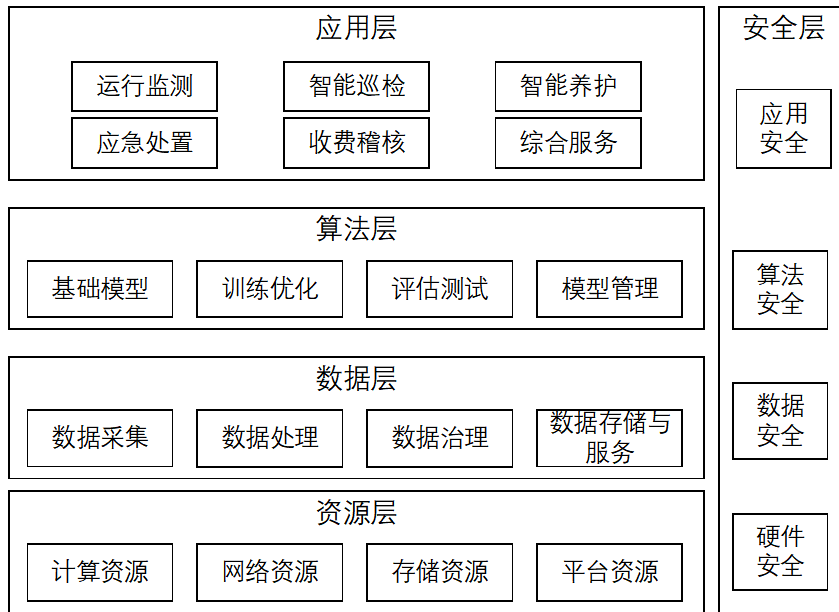 应用层
运行监测
智能巡检
智能养护
应急处置
收费稽核
综合服务
算法层
基础模型
训练优化
评估测试
模型管理
数据层
数据采集
数据处理
数据治理
数据存储与
服务
资源层
计算资源
网络资源
存储资源
平台资源
安全层
应用
安全
算法
安全
数据
安全
硬件
安全